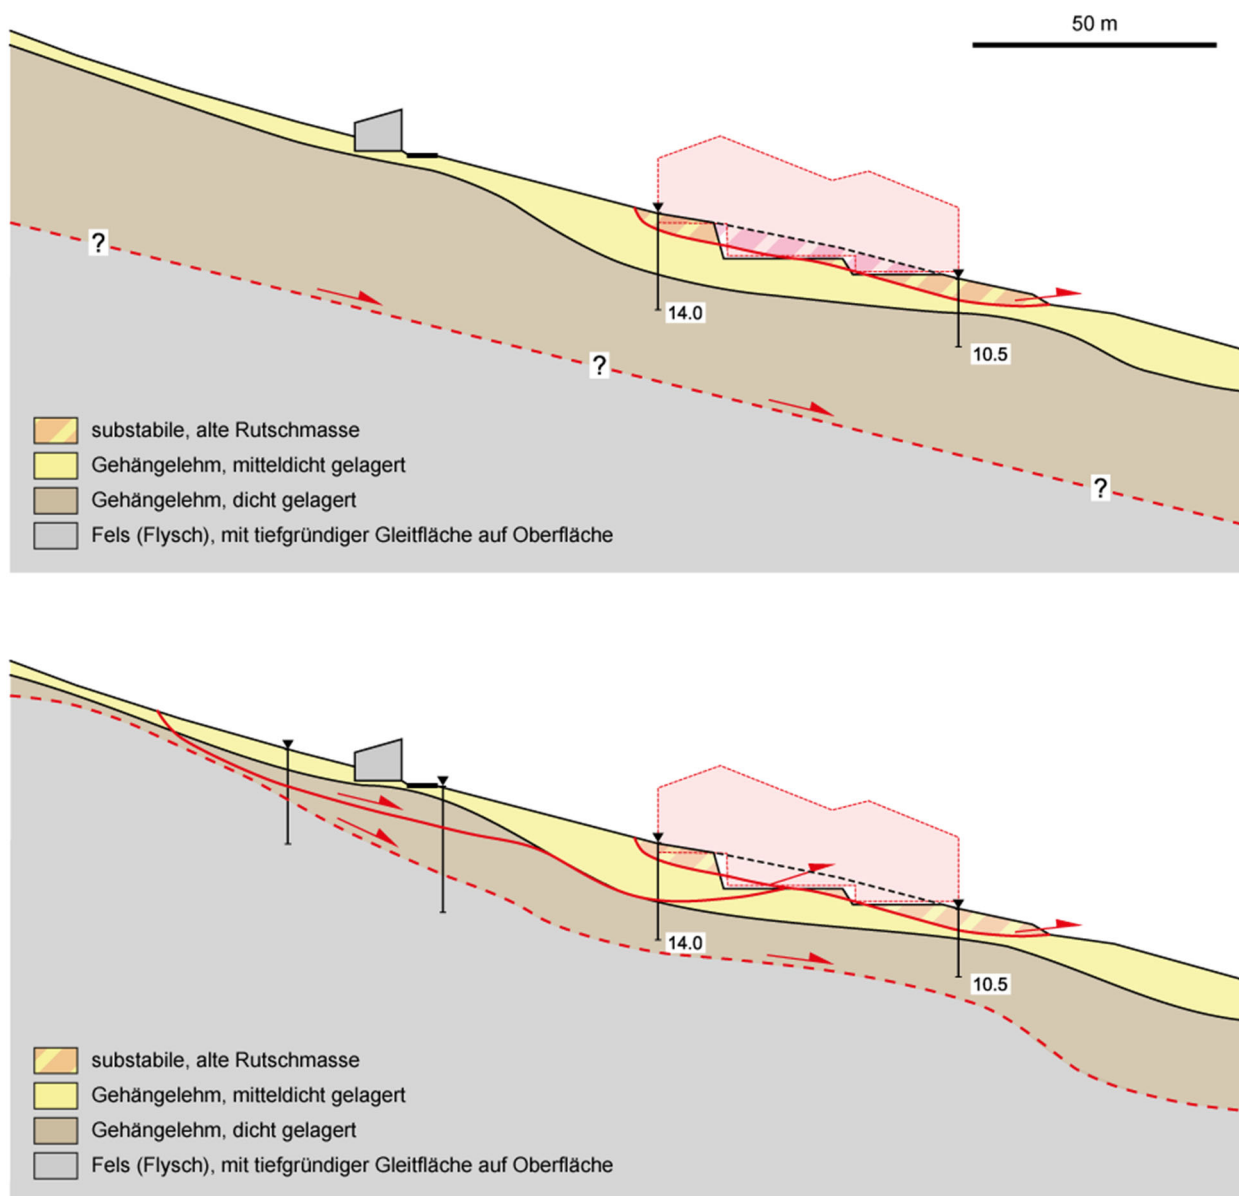 50 m
?
14.0
?
10.5
?
substabile, alte Rutschmasse
Gehängelehm, mitteldicht gelagert
Gehängelehm, dicht gelagert
Fels (Flysch), mit tiefgründiger Gleitfläche auf Oberfläche
14.0
10.5
substabile, alte Rutschmasse
Gehängelehm, mitteldicht gelagert
Gehängelehm, dicht gelagert
Fels (Flysch), mit tiefgründiger Gleitfläche auf Oberfläche